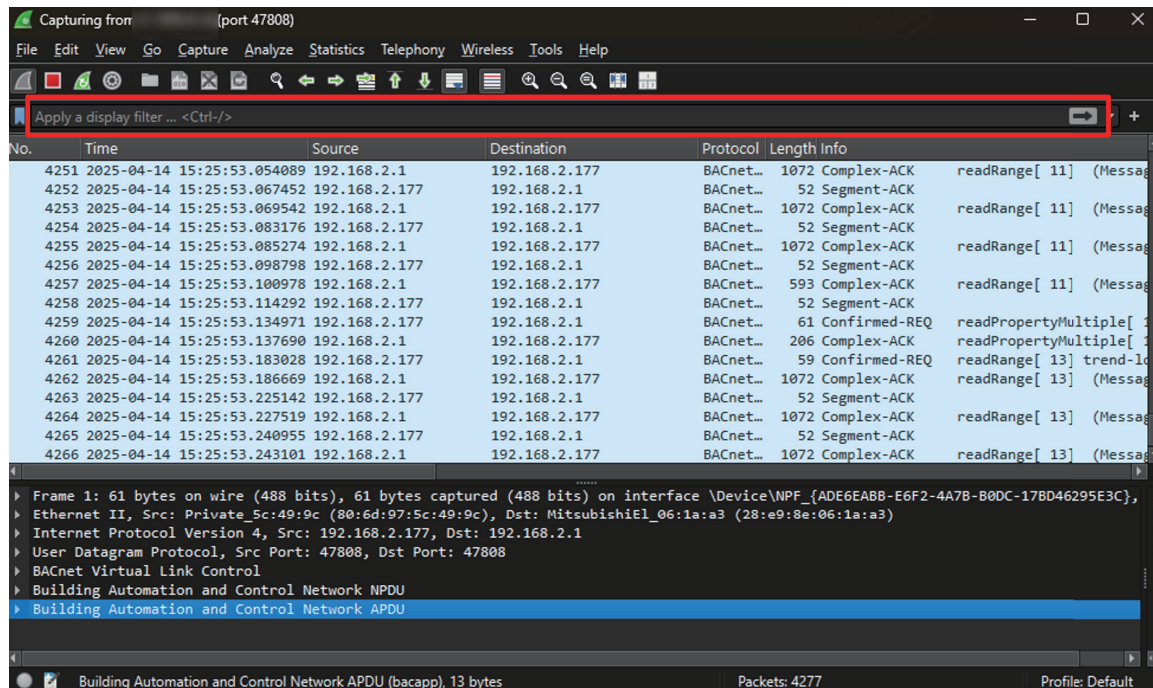 Capturing from (port 47808)
File Edit View Go Capture Analyze Statistics Telephony Wireless Tools Help
Apply a display filter ... <Ctrl-/>
No. Time Source Destination Protocol Length Info
4251 2025-04-14 15:25:53.054089 192.168.2.1 192.168.2.177 BACnet… 1072 Complex-ACK readRange[ 11] (Messag
4252 2025-04-14 15:25:53.067452 192.168.2.177 192.168.2.1 BACnet… 52 Segment-ACK
4253 2025-04-14 15:25:53.069542 192.168.2.1 192.168.2.177 BACnet… 1072 Complex-ACK readRange[ 11] (Messag
4254 2025-04-14 15:25:53.083176 192.168.2.177 192.168.2.1 BACnet… 52 Segment-ACK
4255 2025-04-14 15:25:53.085274 192.168.2.1 192.168.2.177 BACnet… 1072 Complex-ACK readRange[ 11] (Messag
4256 2025-04-14 15:25:53.098798 192.168.2.177 192.168.2.1 BACnet… 52 Segment-ACK
4257 2025-04-14 15:25:53.100978 192.168.2.1 192.168.2.177 BACnet… 593 Complex-ACK readRange[ 11] (Messag
4258 2025-04-14 15:25:53.114292 192.168.2.177 192.168.2.1 BACnet… 52 Segment-ACK
4259 2025-04-14 15:25:53.134971 192.168.2.177 192.168.2.1 BACnet… 61 Confirmed-REQ readPropertyMultiple[ 1
4260 2025-04-14 15:25:53.137690 192.168.2.1 192.168.2.177 BACnet… 206 Complex-ACK readPropertyMultiple[ 1
4261 2025-04-14 15:25:53.183028 192.168.2.177 192.168.2.1 BACnet… 59 Confirmed-REQ readRange[ 13] trend-lo
4262 2025-04-14 15:25:53.186669 192.168.2.1 192.168.2.177 BACnet… 1072 Complex-ACK readRange[ 13] (Messag
4263 2025-04-14 15:25:53.225142 192.168.2.177 192.168.2.1 BACnet… 52 Segment-ACK
4264 2025-04-14 15:25:53.227519 192.168.2.1 192.168.2.177 BACnet… 1072 Complex-ACK readRange[ 13] (Messag
4265 2025-04-14 15:25:53.240955 192.168.2.177 192.168.2.1 BACnet… 52 Segment-ACK
4266 2025-04-14 15:25:53.243101 192.168.2.1 192.168.2.177 BACnet… 1072 Complex-ACK readRange[ 13] (Messag
Frame 1: 61 bytes on wire (488 bits), 61 bytes captured (488 bits) on interface \Device\NPF_{ADE6EABB-E6F2-4A7B-B0DC-17BD46295E3C},
Ethernet II, Src: Private_5c:49:9c (80:6d:97:5c:49:9c), Dst: MitsubishiEl_06:1a:a3 (28:e9:8e:06:1a:a3)
Internet Protocol Version 4, Src: 192.168.2.177, Dst: 192.168.2.1
User Datagram Protocol, Src Port: 47808, Dst Port: 47808
BACnet Virtual Link Control
Building Automation and Control Network NPDU
Building Automation and Control Network APDU
Building Automation and Control Network APDU (bacapp), 13 bytes Packets: 4277 Profile: Default